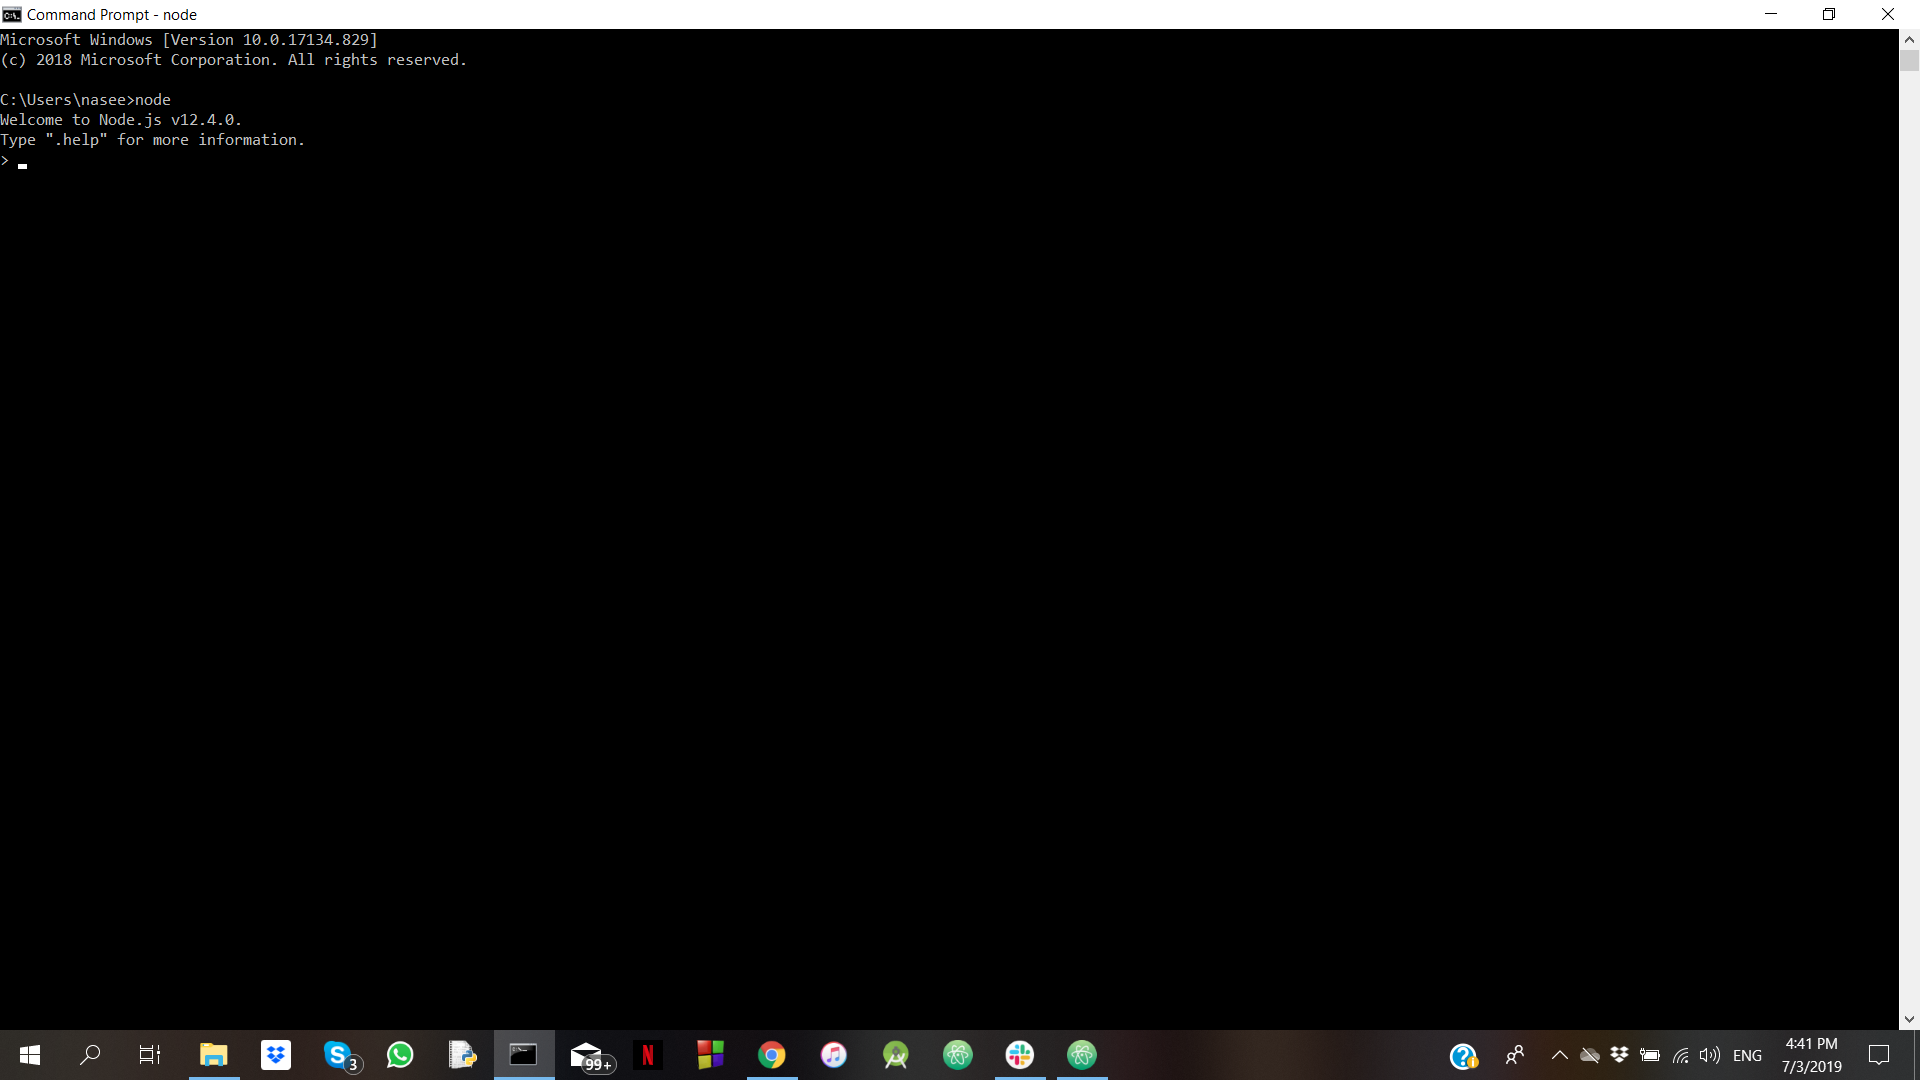 Command Prompt - node
Microsoft Windows [Version 10.0.17134.829]
(c) 2018 Microsoft Corporation. All rights reserved.
C:\Users\nasee>node
Welcome to Node.js v12.4.0.
Type ".help" for more information.
>
3
99+
N
ENG
4:41 PM
7/3/2019